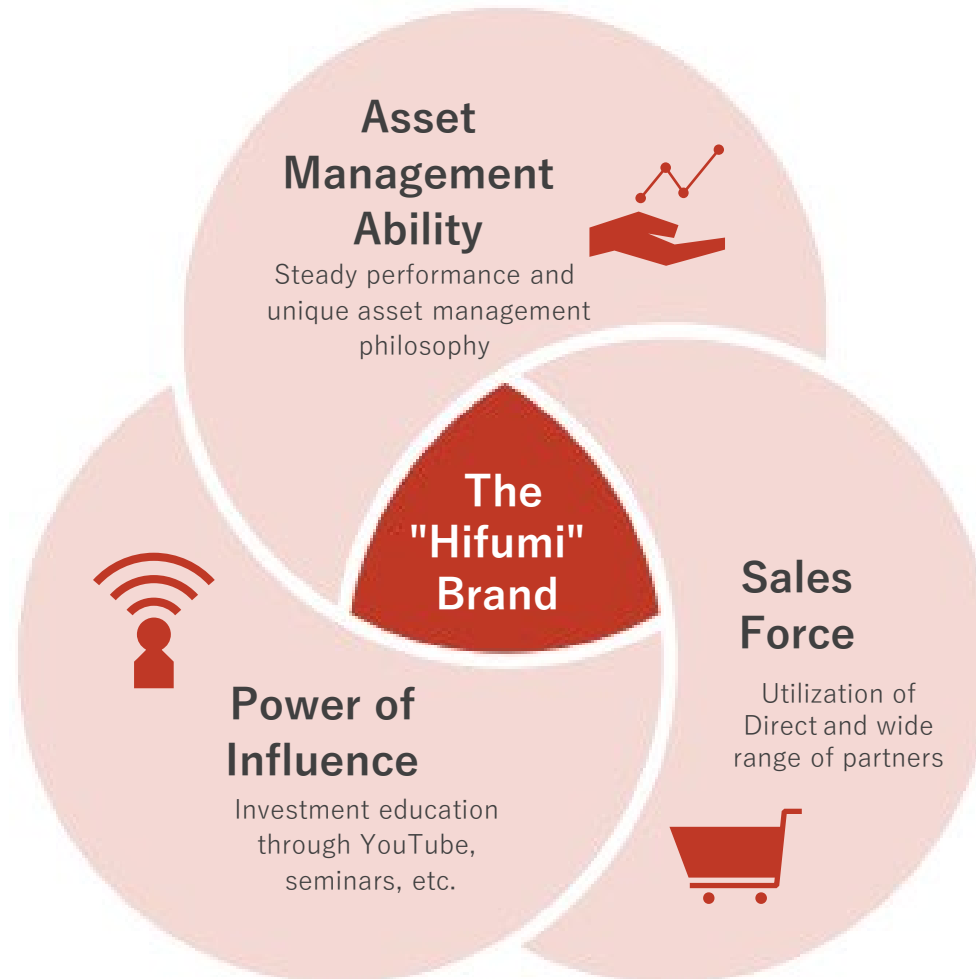 Asset
Management
Ability
Steady performance and
unique asset management
philosophy
The
"Hifumi"
Brand
Sales
Force
Utilization of
Direct and wide
range of partners
Power of
Influence
Investment education
through YouTube,
seminars, etc.